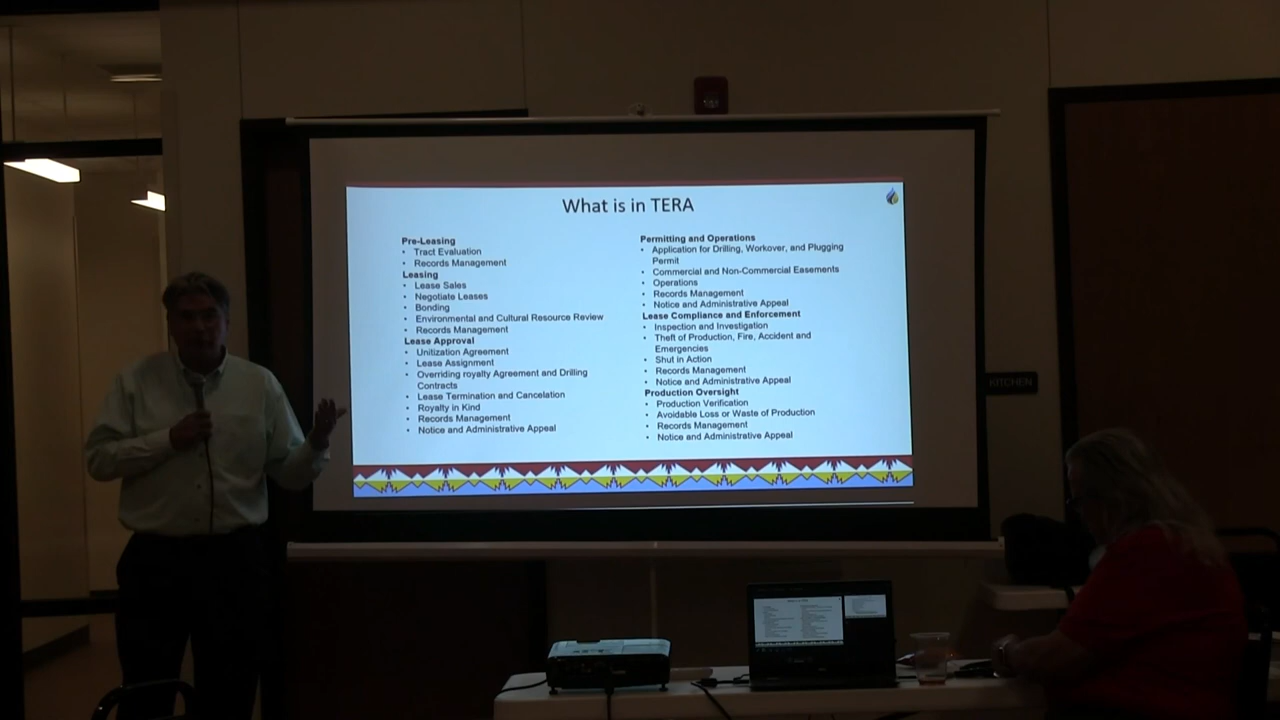 What is in TERA
Pre-Leasing
• Tract Evaluation
• Records Management
Leasing
• Lease Sales
• Negotiate Leases
• Bonding
• Environmental and Cultural Resource Review
• Records Management
Lease Approval
• Unitization Agreement
• Lease Assignment
• Overriding royalty Agreement and Drilling
Contracts
• Lease Termination and Cancelation
• Royalty in Kind
• Records Management
• Notice and Administrative Appeal
Permitting and Operations
• Application for Drilling, Workover, and Plugging
Permit
• Commercial and Non-Commercial Easements
• Operations
• Records Management
• Notice and Administrative Appeal
Lease Compliance and Enforcement
• Inspection and Investigation
• Theft of Production, Fire, Accident and
Emergencies
• Shut in Action
• Records Management
• Notice and Administrative Appeal
Production Oversight
• Production Verification
• Avoidable Loss or Waste of Production
• Records Management
• Notice and Administrative Appeal
KITCHEN